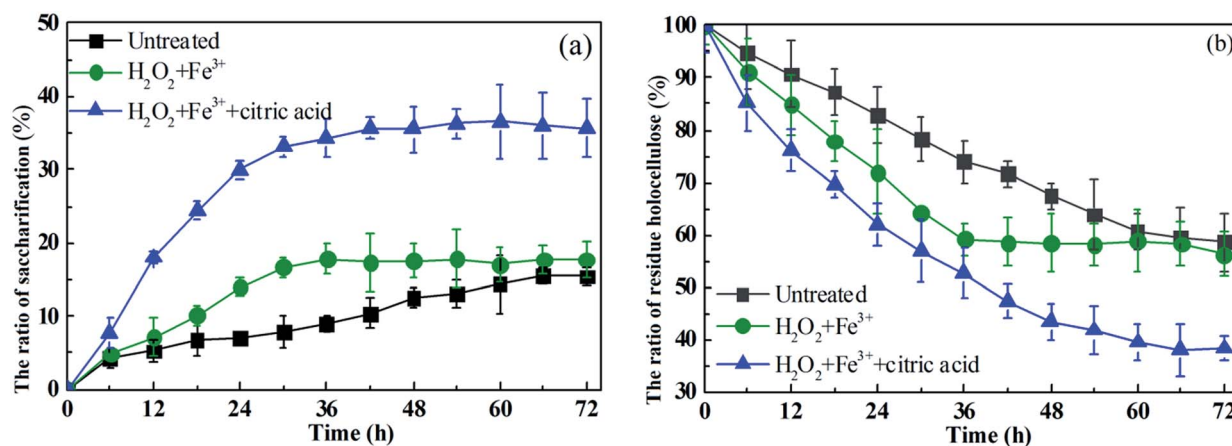 (a)
Untreated
H₂O₂+Fe³⁺
H₂O₂+Fe³⁺+citric acid
The ratio of saccharification (%)
50
40
30
20
10
0
0 12 24 36 48 60 72
Time (h)
(b)
The ratio of residue holocellulose (%)
100
90
80
70
60
50
40
30
Untreated
H₂O₂+Fe³⁺
H₂O₂+Fe³⁺+citric acid
0 12 24 36 48 60 72
Time (h)